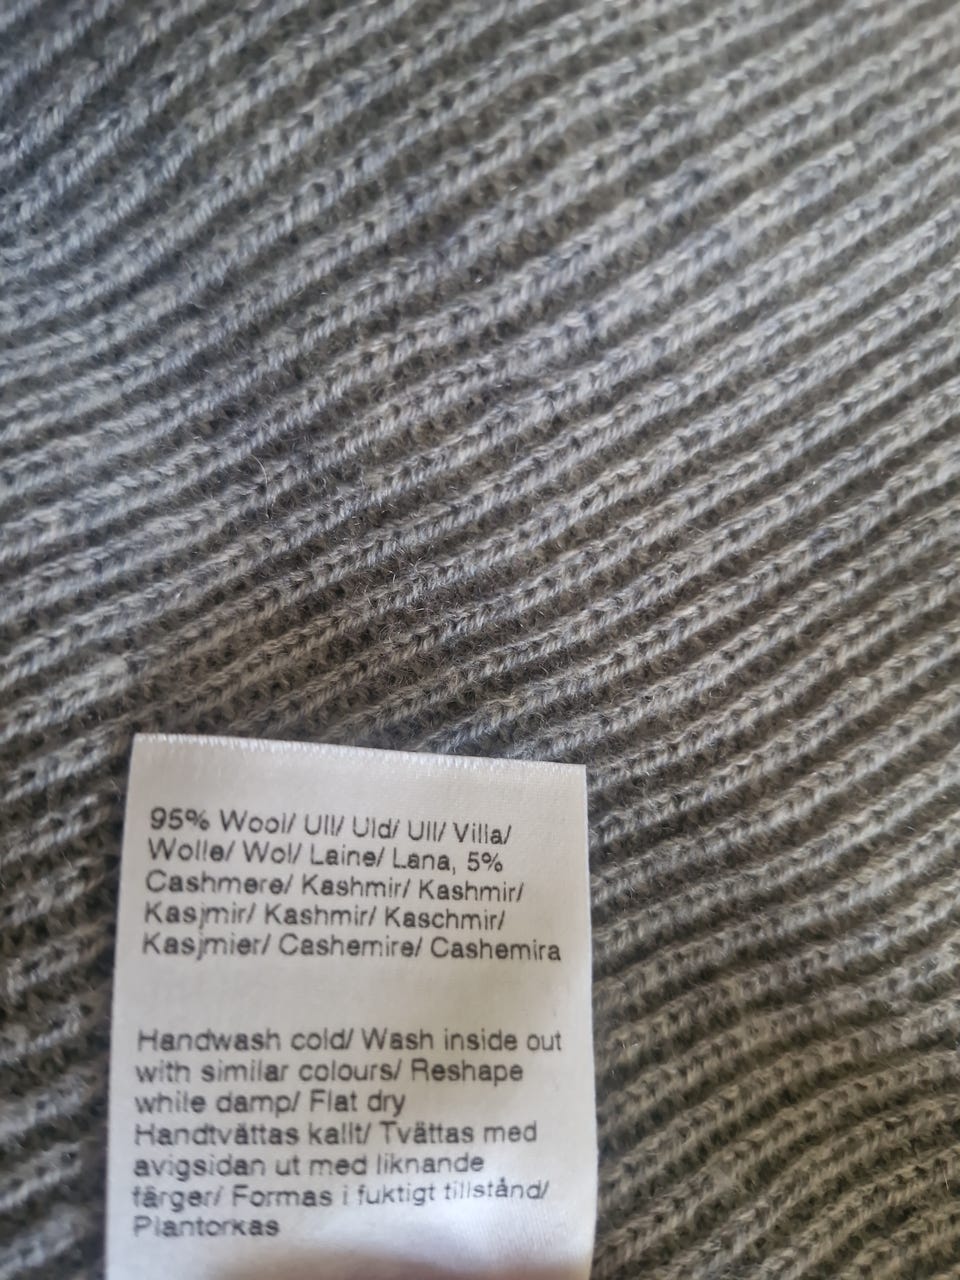 95% Wool/ Ull/ Uld/ Ull/ Villa/
Wolle/ Wol/ Laine/ Lana, 5%
Cashmere/ Kashmir/ Kashmir/
Kasjmir/ Kashmir/ Kaschmir/
Kasjmier/ Cashemire/ Cashemira
Handwash cold/ Wash inside out
with similar colours/ Reshape
while damp/ Flat dry
Handtvättas kallt/ Tvättas med
avigsidan ut med liknande
färger/ Formas i fuktigt tillstånd/
Plantorkas